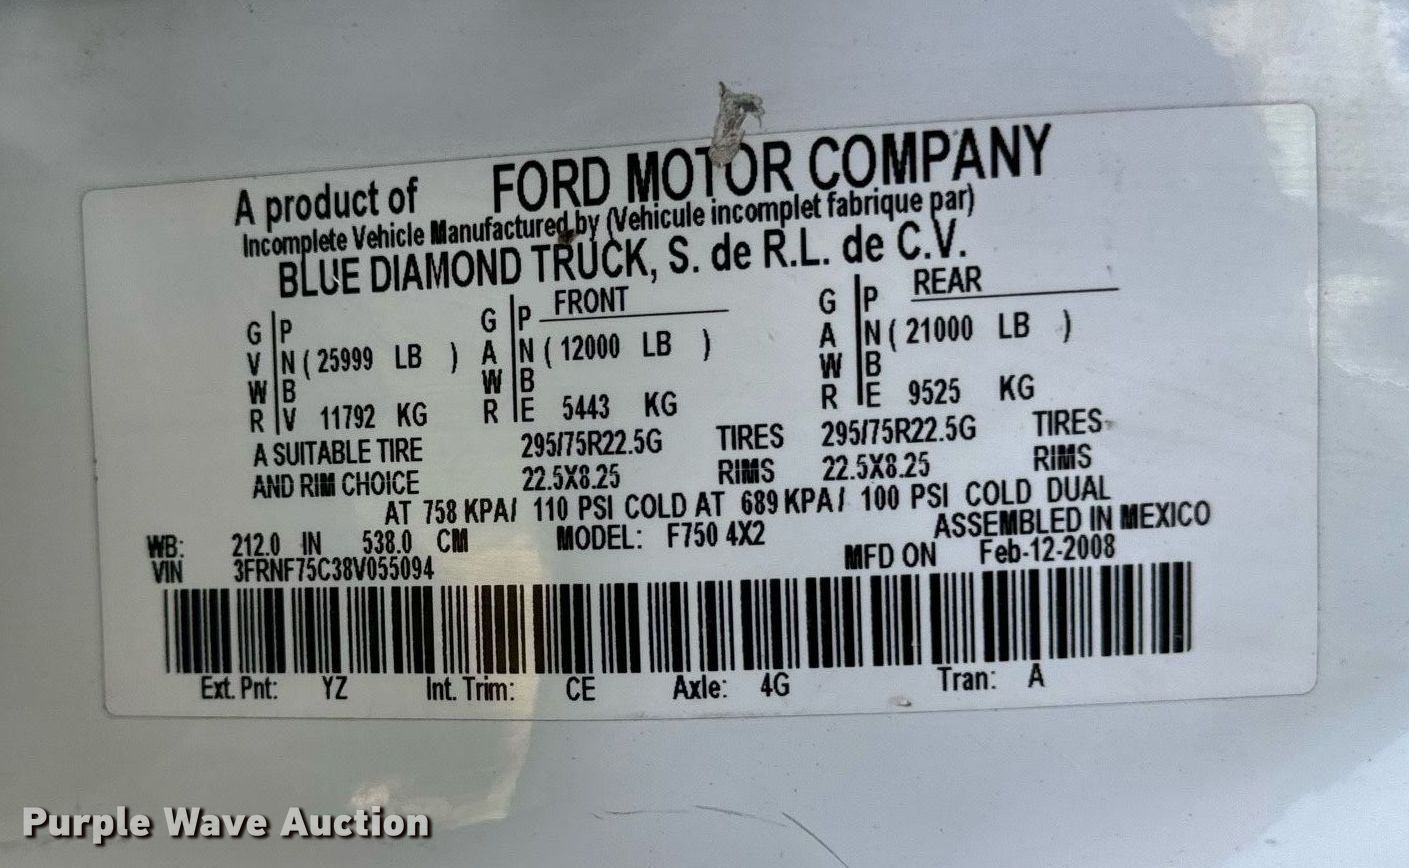 A product of FORD MOTOR COMPANY
Incomplete Vehicle Manufactured by (Vehicule incomplet fabrique par)
BLUE DIAMOND TRUCK, S. de R.L. de C.V.
G P G P FRONT G P REAR
V N ( 25999 LB ) A N ( 12000 LB ) A N ( 21000 LB )
W B W B W B
R V 11792 KG R E 5443 KG R E 9525 KG
A SUITABLE TIRE 295/75R22.5G TIRES 295/75R22.5G TIRES
AND RIM CHOICE 22.5X8.25 RIMS 22.5X8.25 RIMS
AT 758 KPA/ 110 PSI COLD AT 689 KPA/ 100 PSI COLD DUAL
WB: 212.0 IN 538.0 CM MODEL: F750 4X2 ASSEMBLED IN MEXICO
VIN 3FRNF75C38V055094 MFD ON Feb-12-2008
Ext. Pnt: YZ Int. Trim: CE Axle: 4G Tran: A
Purple Wave Auction